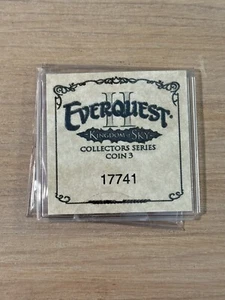 EVERQUEST
II
KINGDOM OF SKY
COLLECTORS SERIES
COIN 3
17741